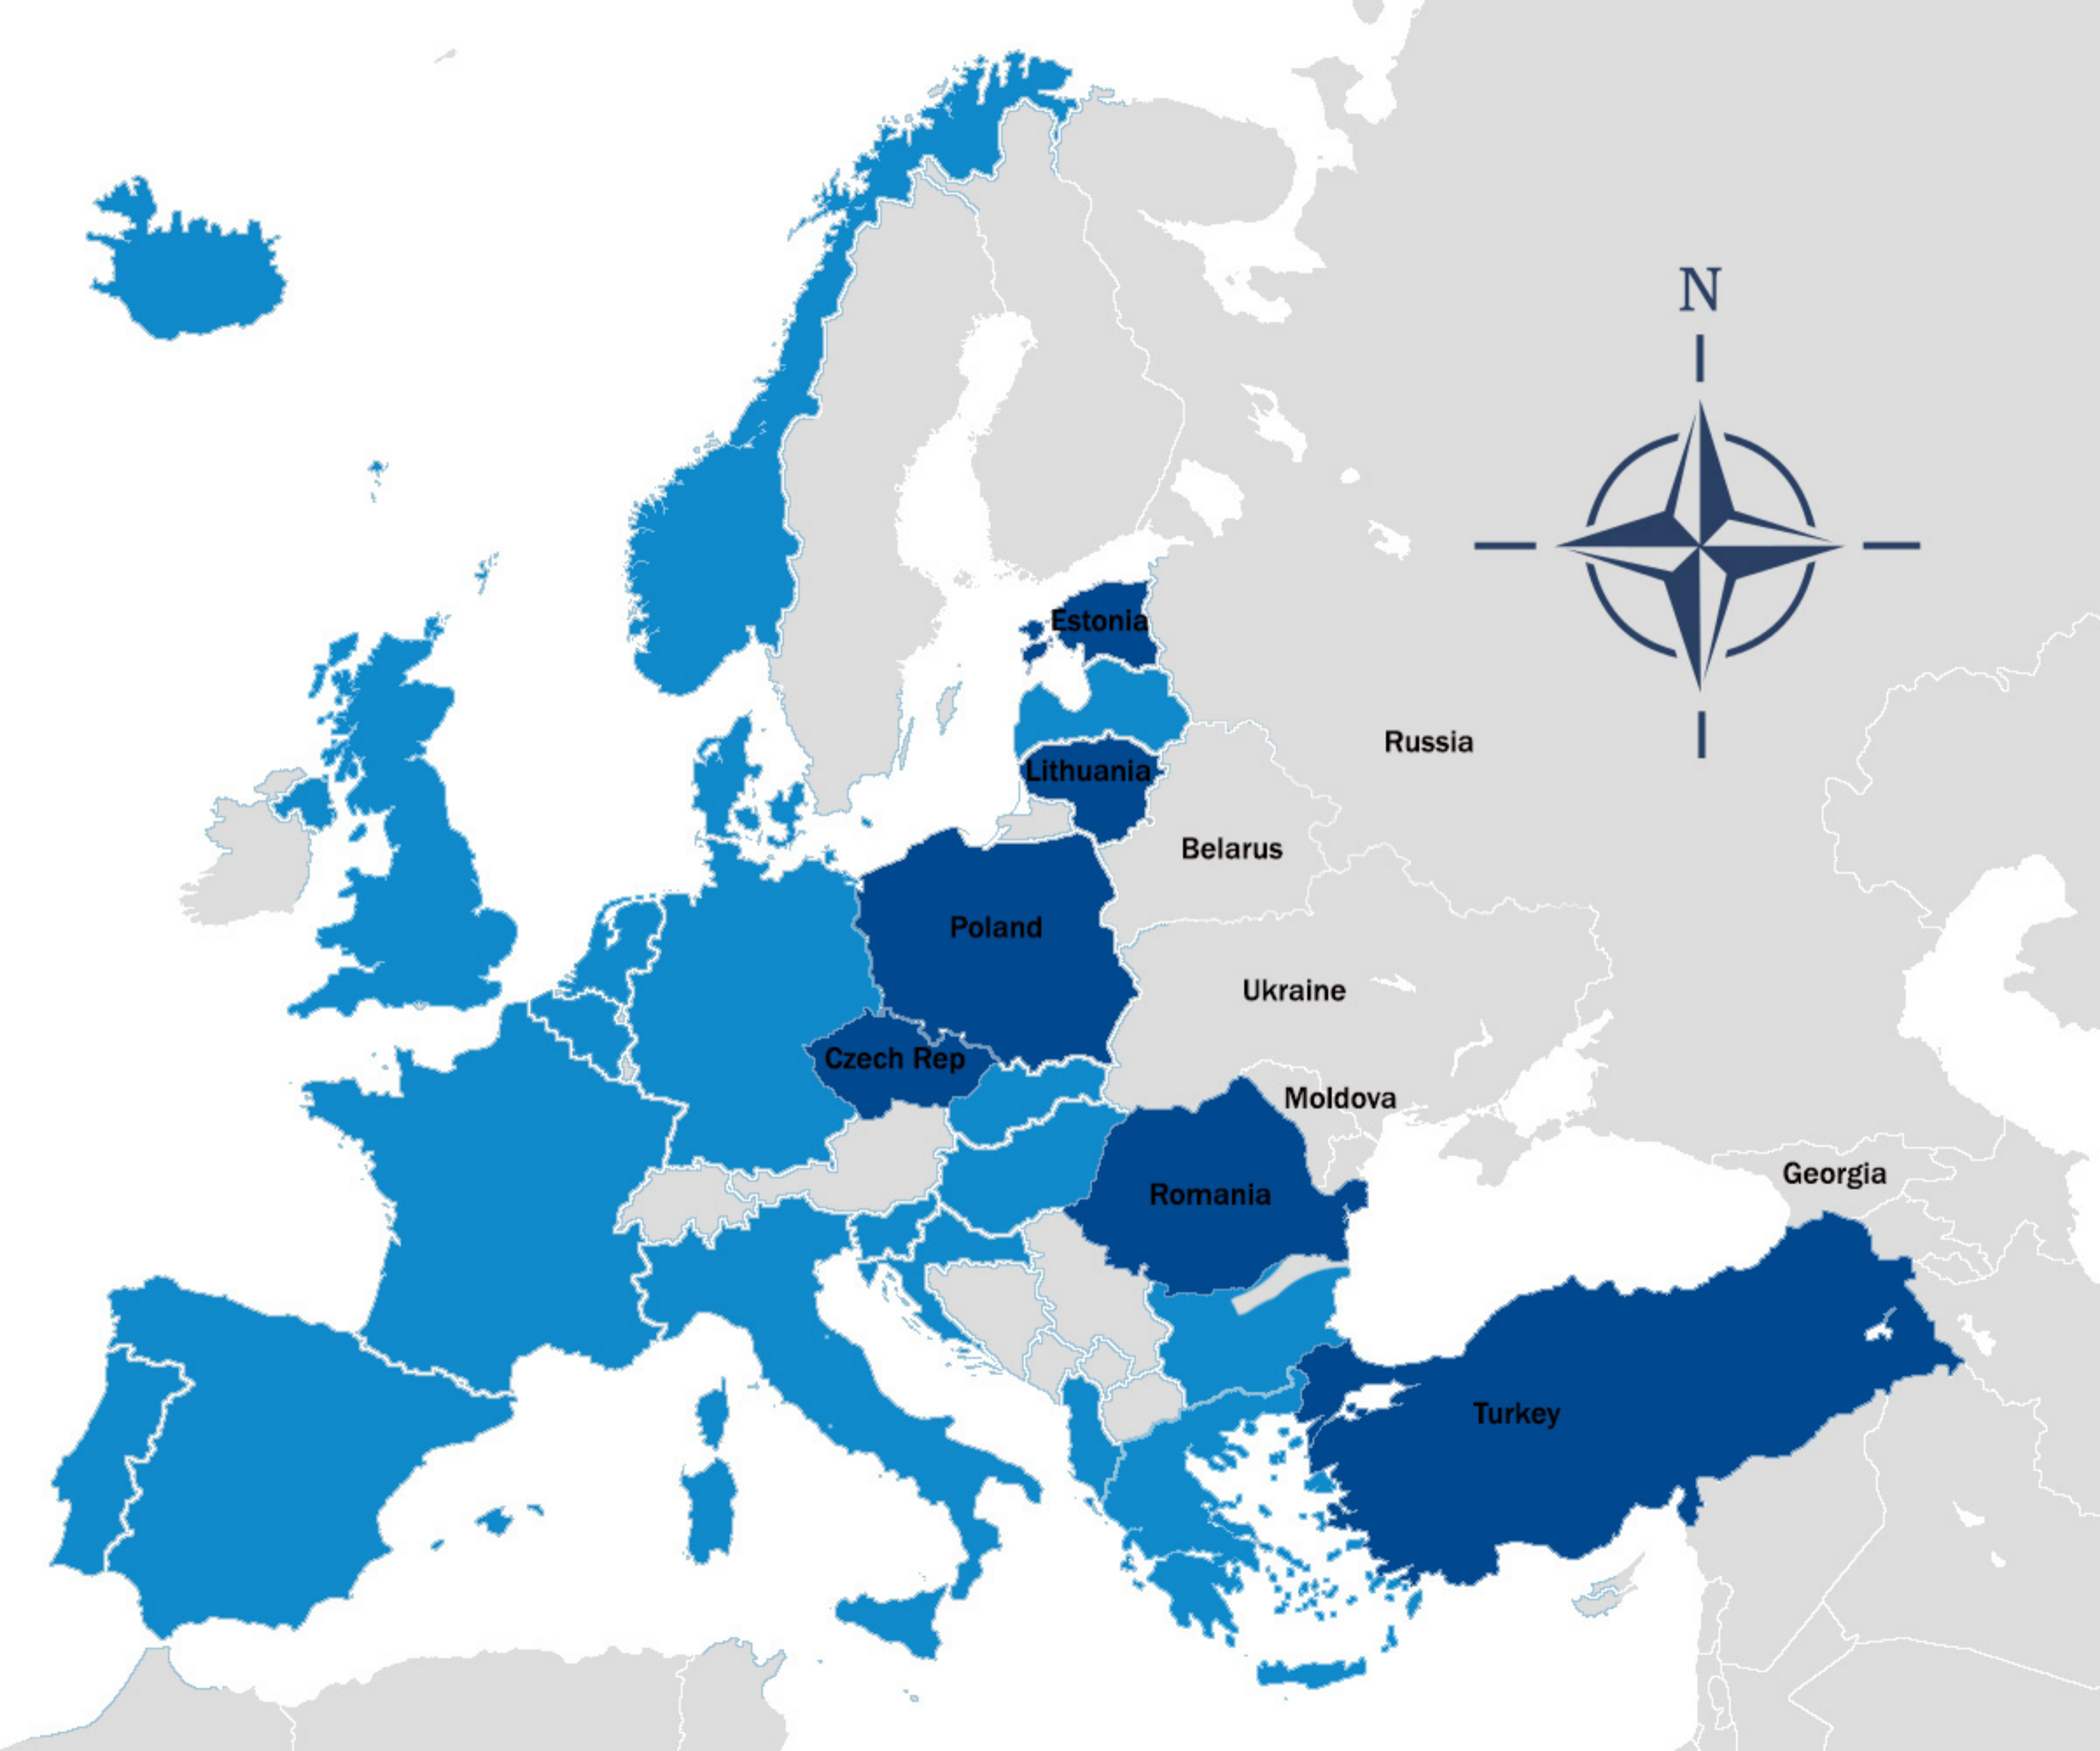 N
Estonia
Russia
Lithuania
Belarus
Poland
Ukraine
Czech Rep
Moldova
Georgia
Romania
Turkey